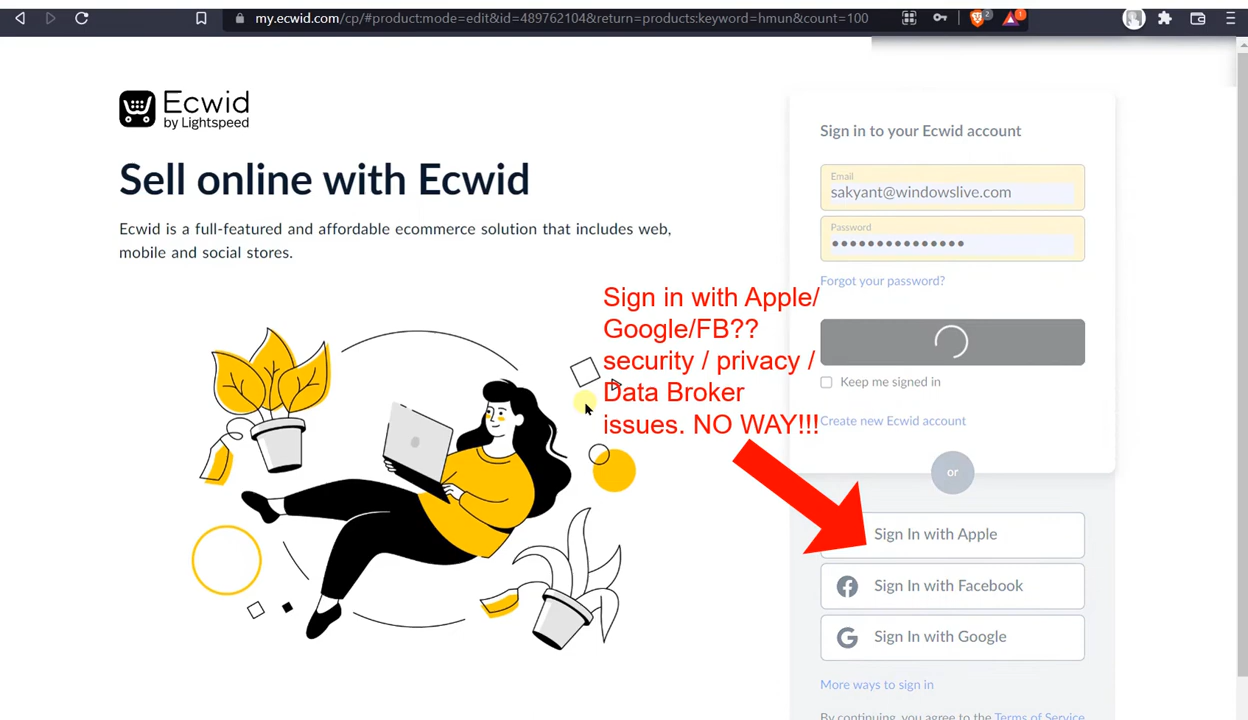 my.ecwid.com/cp/#product:mode=edit&id=489762104&return=products:keyword=hmun&count=100
2
1
Ecwid
by Lightspeed
Sell online with Ecwid
Ecwid is a full-featured and affordable ecommerce solution that includes web,
mobile and social stores.
Sign in to your Ecwid account
Email
sakyant@windowslive.com
Password
•••••••••••••••
Forgot your password?
Keep me signed in
Create new Ecwid account
or
Sign In with Apple
Sign In with Facebook
Sign In with Google
More ways to sign in
By continuing, you agree to the Terms of Service
Sign in with Apple/
Google/FB??
security / privacy /
Data Broker
issues. NO WAY!!!